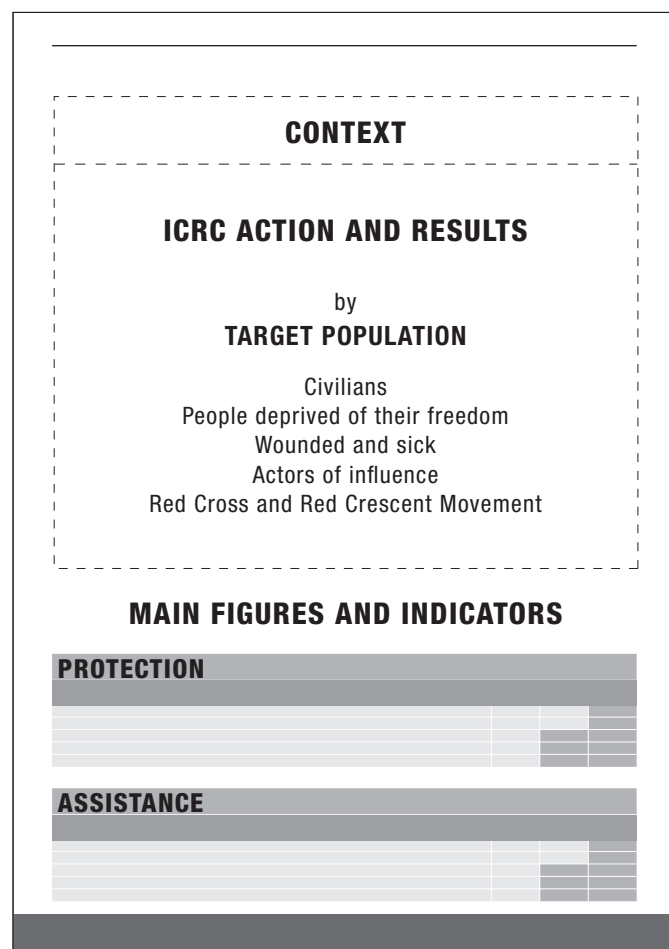 CONTEXT
ICRC ACTION AND RESULTS
by
TARGET POPULATION
Civilians
People deprived of their freedom
Wounded and sick
Actors of influence
Red Cross and Red Crescent Movement
MAIN FIGURES AND INDICATORS
PROTECTION
ASSISTANCE